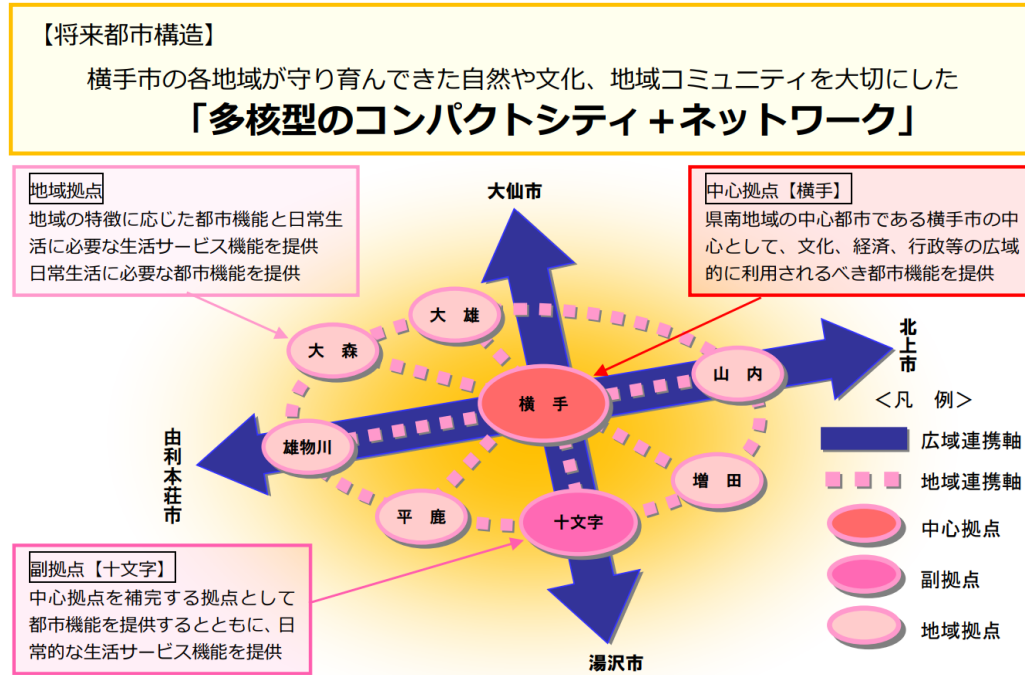 【将来都市構造】
横手市の各地域が守り育んできた自然や文化、地域コミュニティを大切にした
「多核型のコンパクトシティ＋ネットワーク」
地域拠点
地域の特徴に応じた都市機能と日常生
活に必要な生活サービス機能を提供
日常生活に必要な都市機能を提供
大仙市
中心拠点【横手】
県南地域の中心都市である横手市の中
心として、文化、経済、行政等の広域
的に利用されるべき都市機能を提供
大　雄
大　森
北上市
山　内
横　手
＜凡　例＞
由利本荘市
雄物川
広域連携軸
増　田
地域連携軸
平　鹿
十文字
中心拠点
副拠点【十文字】
中心拠点を補完する拠点として
都市機能を提供するとともに、日
常的な生活サービス機能を提供
副拠点
地域拠点
湯沢市